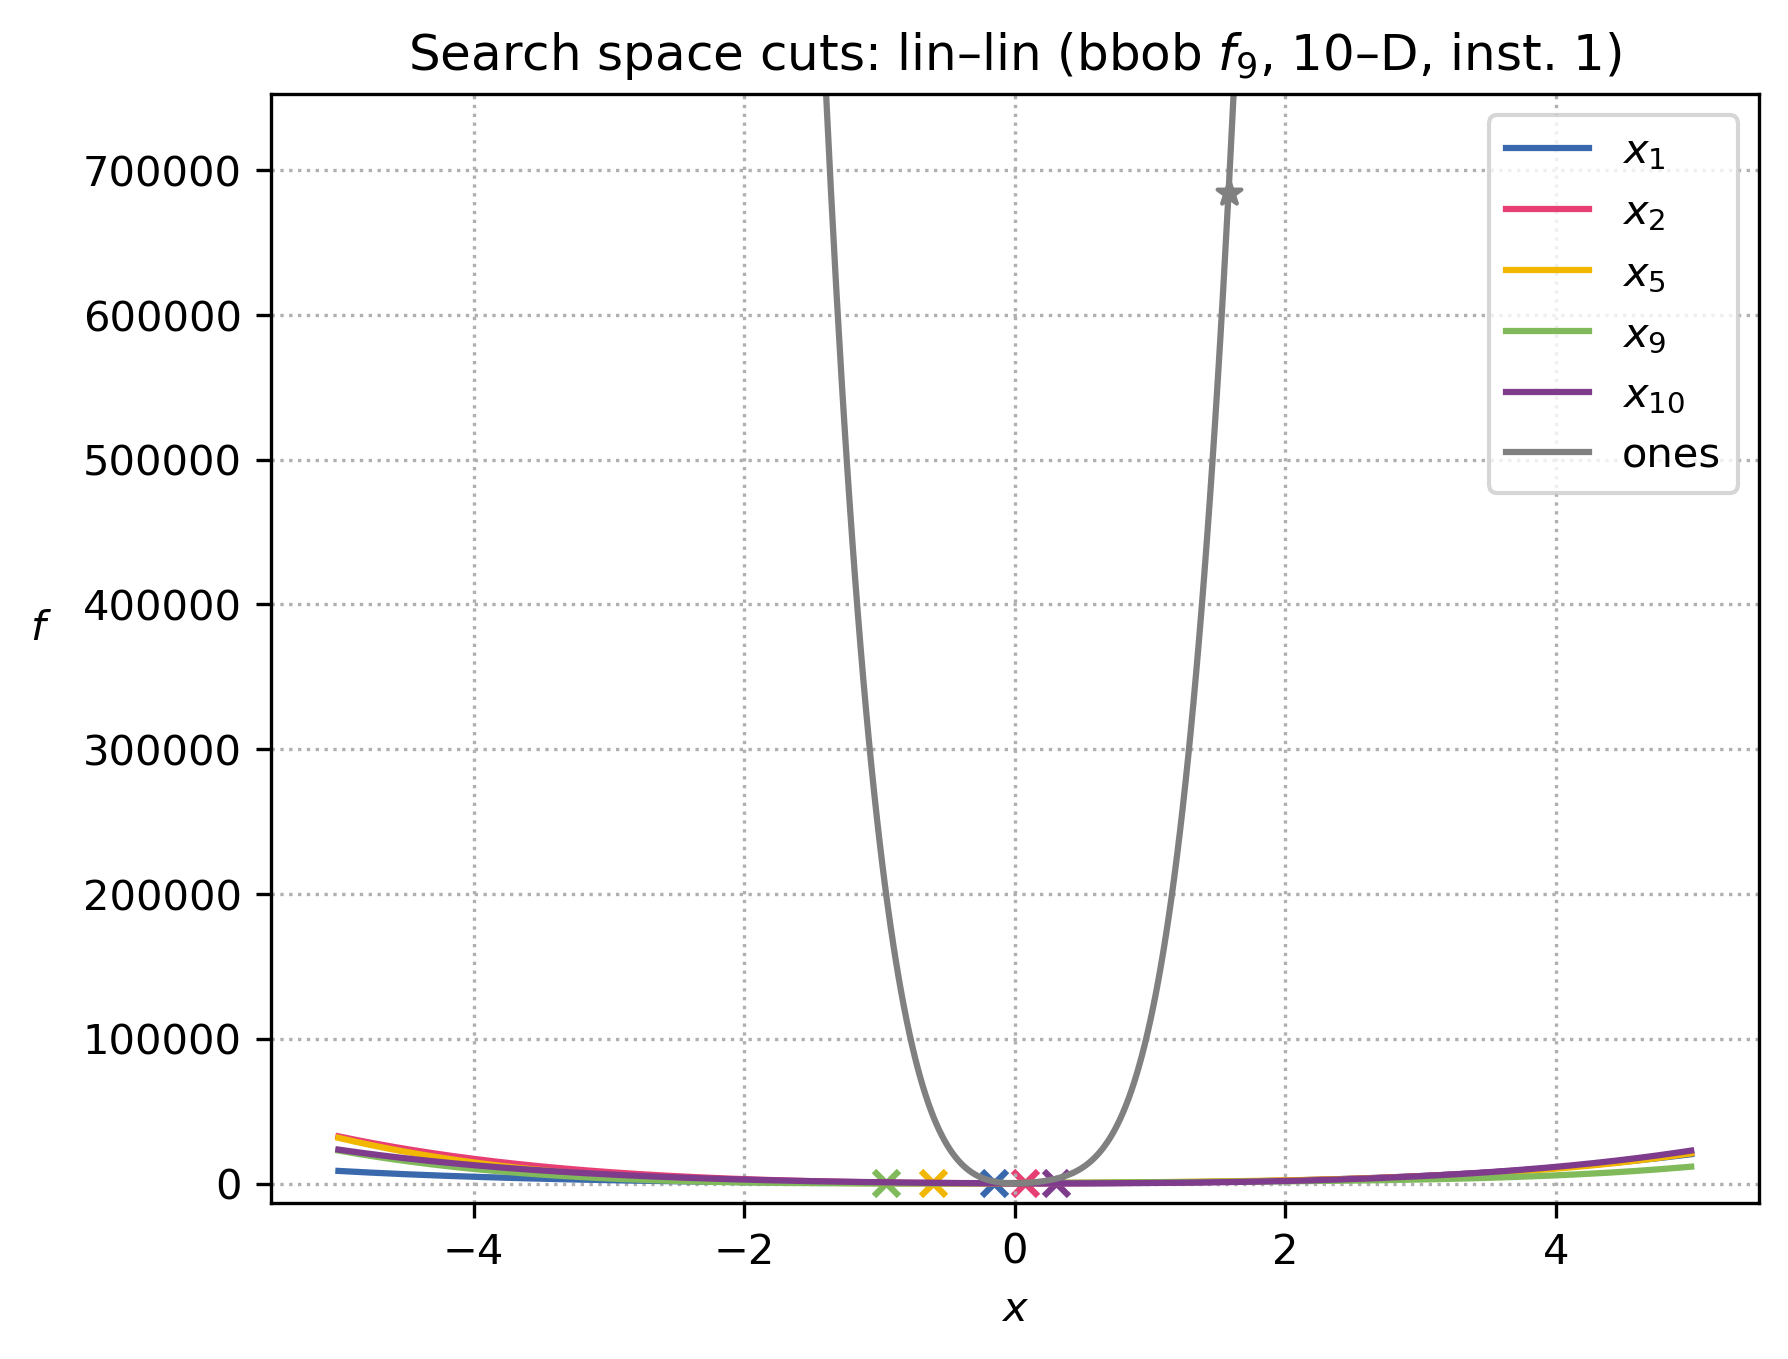 Search space cuts: lin–lin (bbob f₉, 10–D, inst. 1)
700000
600000
500000
400000
300000
200000
100000
0
f
−4
−2
0
2
4
x
x₁
x₂
x₅
x₉
x₁₀
ones